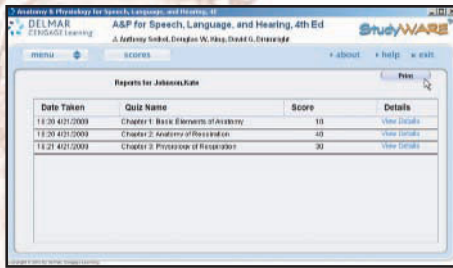 Anatomy & Physiology for Speech, Language, and Hearing, 4E
DELMAR
CENGAGE Learning
A&P for Speech, Language, and Hearing, 4th Ed
J. Anthony Seikel, Douglas W. King, David G. Drumright
StudyWARE
menu
scores
about
help
exit
Reports for Johnson,Kate
Print
Date Taken Quiz Name Score Details
18:20 4/21/2009 Chapter 1: Basic Elements of Anatomy 10 View Details
18:20 4/21/2009 Chapter 2: Anatomy of Respiration 40 View Details
18:21 4/21/2009 Chapter 3: Physiology of Respiration 30 View Details